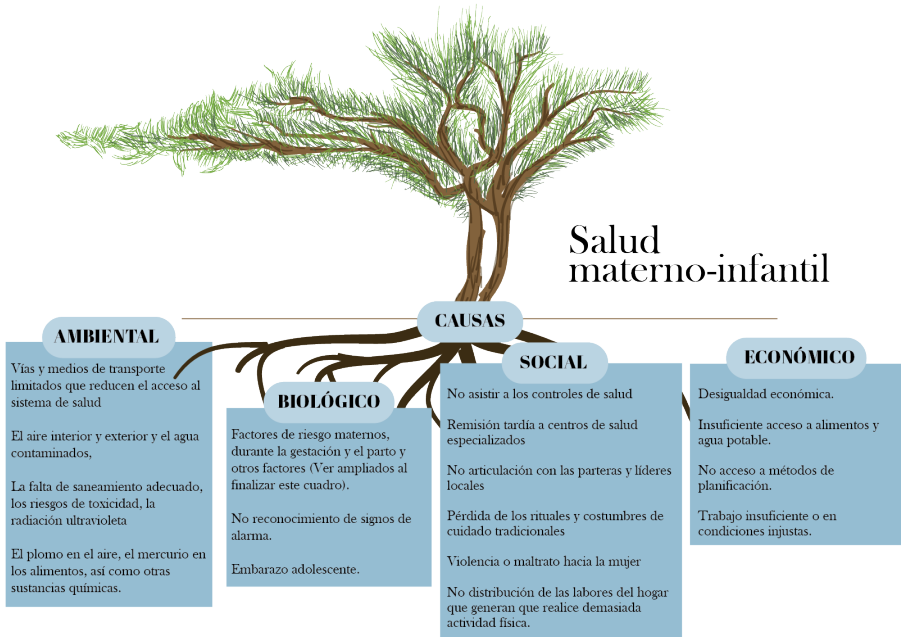 Salud
materno-infantil
CAUSAS
AMBIENTAL
Vías y medios de transporte
limitados que reducen el acceso al
sistema de salud
El aire interior y exterior y el agua
contaminados,
La falta de saneamiento adecuado,
los riesgos de toxicidad, la
radiación ultravioleta
El plomo en el aire, el mercurio en
los alimentos, así como otras
sustancias químicas.
BIOLÓGICO
Factores de riesgo maternos,
durante la gestación y el parto y
otros factores (Ver ampliados al
finalizar este cuadro).
No reconocimiento de signos de
alarma.
Embarazo adolescente.
SOCIAL
No asistir a los controles de salud
Remisión tardía a centros de salud
especializados
No articulación con las parteras y líderes
locales
Pérdida de los rituales y costumbres de
cuidado tradicionales
Violencia o maltrato hacia la mujer
No distribución de las labores del hogar
que generan que realice demasiada
actividad física.
ECONÓMICO
Desigualdad económica.
Insuficiente acceso a alimentos y
agua potable.
No acceso a métodos de
planificación.
Trabajo insuficiente o en
condiciones injustas.